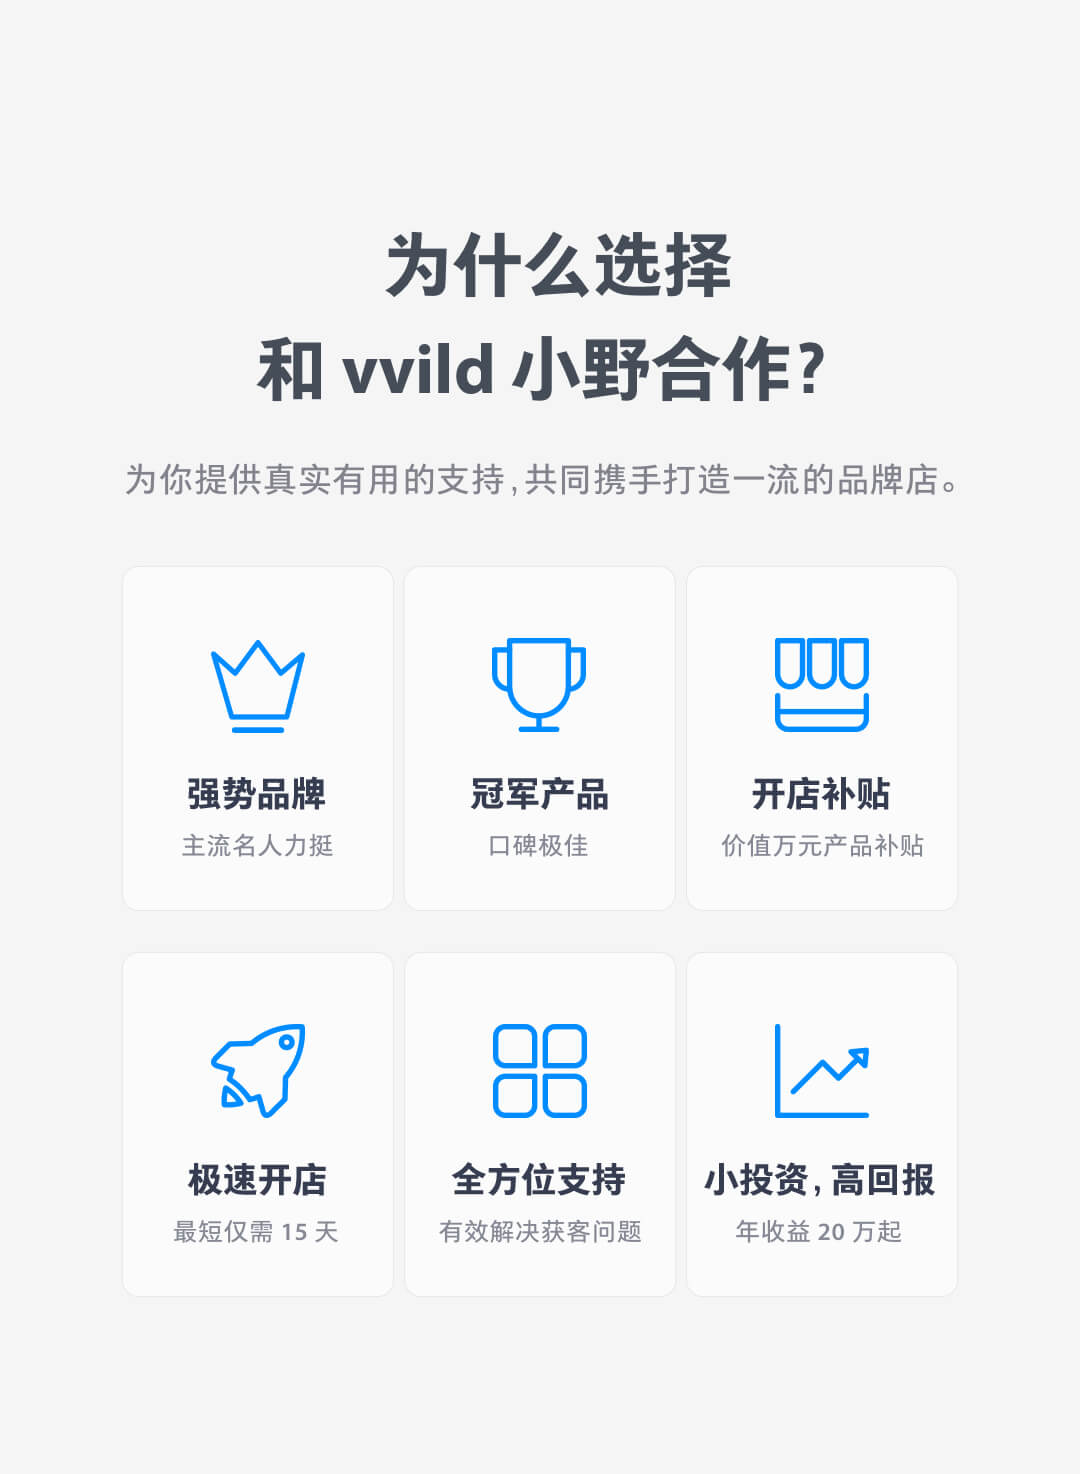 为什么选择
和 vvild 小野合作?
为你提供真实有用的支持,共同携手打造一流的品牌店。
强势品牌
主流名人力挺
冠军产品
口碑极佳
开店补贴
价值万元产品补贴
极速开店
最短仅需 15 天
全方位支持
有效解决获客问题
小投资,高回报
年收益 20 万起